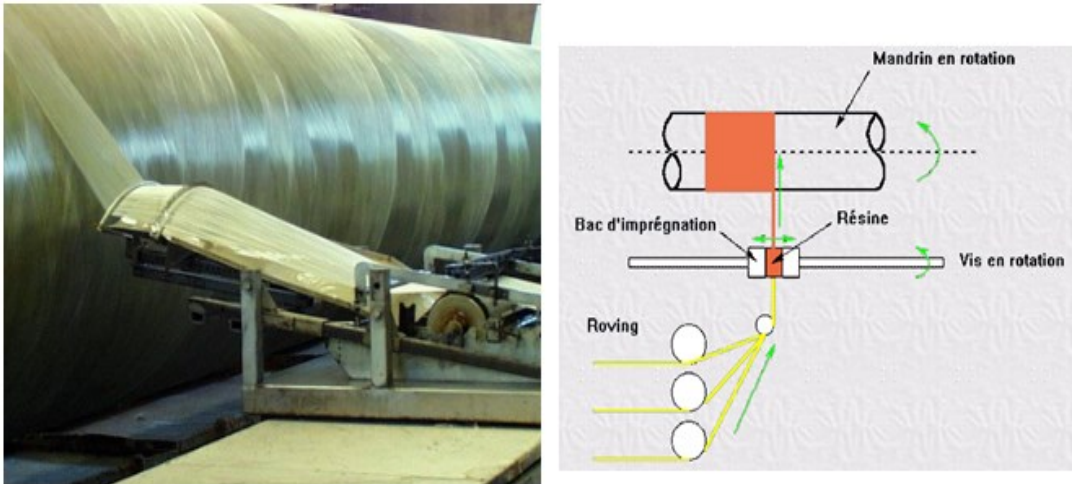 Mandrin en rotation
Bac d'imprégnation
Résine
Vis en rotation
Roving